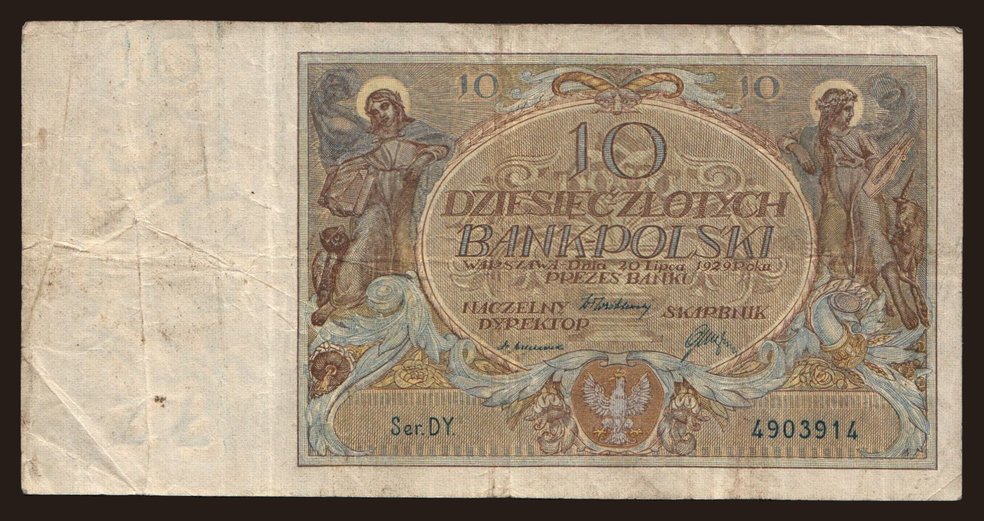 10 10
10
DZIESIĘĆ ZŁOTYCH
BANK POLSKI
WARSZAWA Dnia 20 Lipca 1929 Roku
PREZES BANKU
NACZELNY DYREKTOR
SKARBNIK
Ser. DY. 4903914